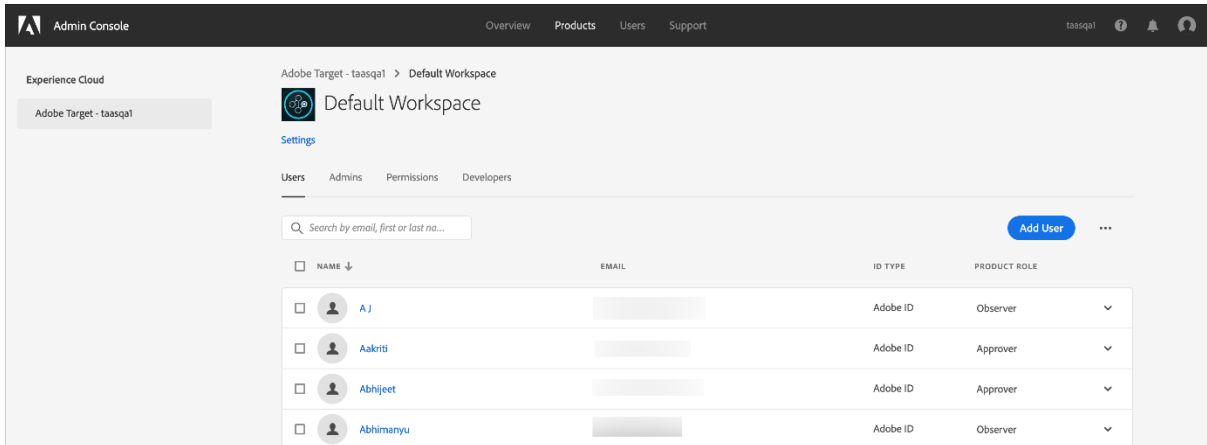 Admin Console
Overview Products Users Support
taasqa1
Experience Cloud
Adobe Target - taasqa1
Adobe Target - taasqa1 > Default Workspace
Default Workspace
Settings
Users Admins Permissions Developers
Search by email, first or last na...
Add User
NAME EMAIL ID TYPE PRODUCT ROLE
A J Adobe ID Observer
Aakriti Adobe ID Approver
Abhijeet Adobe ID Approver
Abhimanyu Adobe ID Observer